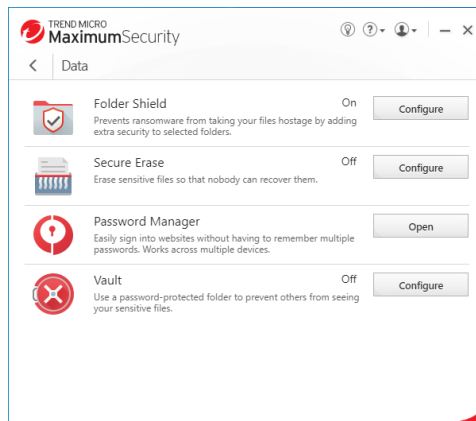 TREND MICRO
MaximumSecurity
Data
Folder Shield On Configure
Prevents ransomware from taking your files hostage by adding
extra security to selected folders.
Secure Erase Off Configure
Erase sensitive files so that nobody can recover them.
Password Manager Open
Easily sign into websites without having to remember multiple
passwords. Works across multiple devices.
Vault Off Configure
Use a password-protected folder to prevent others from seeing
your sensitive files.